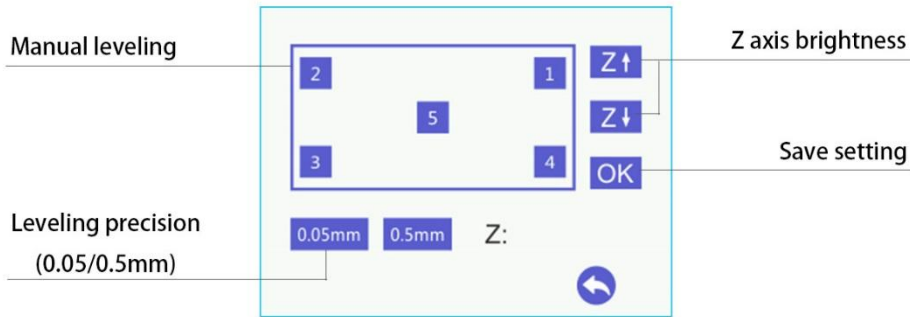 Manual leveling
Z axis brightness
2
1
Z↑
5
Z↓
3
4
OK
Save setting
Leveling precision
(0.05/0.5mm)
0.05mm
0.5mm
Z: